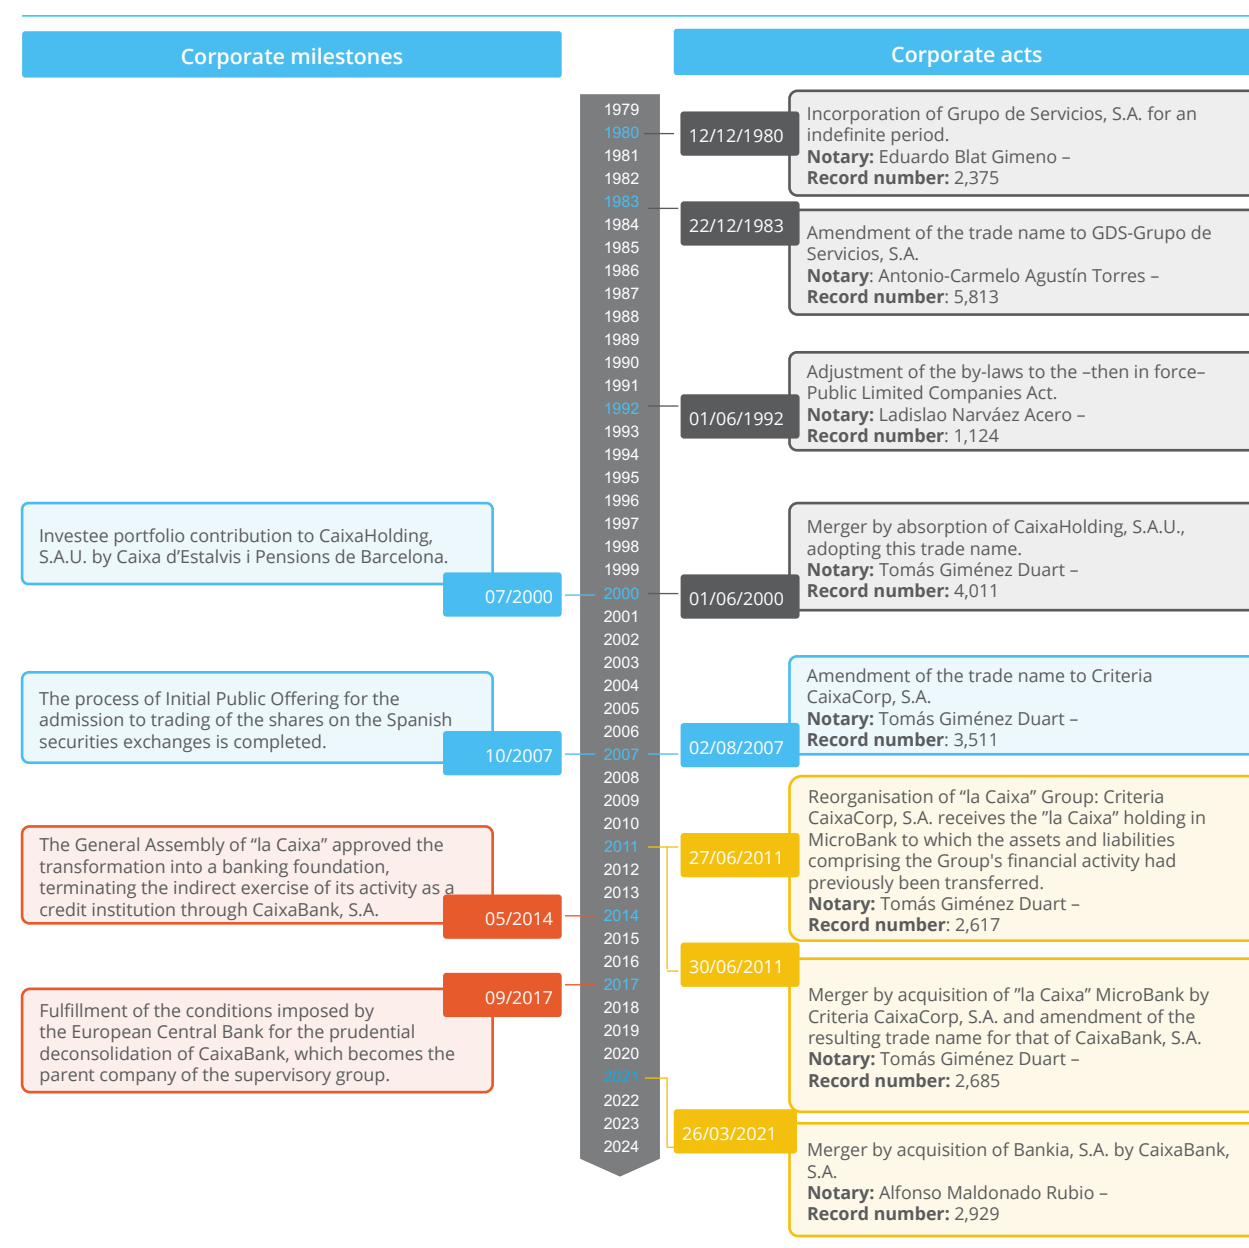 Corporate milestones
Corporate acts
1979
1980
1981
1982
1983
1984
1985
1986
1987
1988
1989
1990
1991
1992
1993
1994
1995
1996
1997
1998
1999
2000
2001
2002
2003
2004
2005
2006
2007
2008
2009
2010
2011
2012
2013
2014
2015
2016
2017
2018
2019
2020
2021
2022
2023
2024
Investee portfolio contribution to CaixaHolding,
S.A.U. by Caixa d’Estalvis i Pensions de Barcelona.
07/2000
The process of Initial Public Offering for the
admission to trading of the shares on the Spanish
securities exchanges is completed.
10/2007
The General Assembly of “la Caixa” approved the
transformation into a banking foundation,
terminating the indirect exercise of its activity as a
credit institution through CaixaBank, S.A.
05/2014
09/2017
Fulfillment of the conditions imposed by
the European Central Bank for the prudential
deconsolidation of CaixaBank, which becomes the
parent company of the supervisory group.
12/12/1980
Incorporation of Grupo de Servicios, S.A. for an
indefinite period.
Notary: Eduardo Blat Gimeno –
Record number: 2,375
22/12/1983
Amendment of the trade name to GDS-Grupo de
Servicios, S.A.
Notary: Antonio-Carmelo Agustín Torres –
Record number: 5,813
01/06/1992
Adjustment of the by-laws to the –then in force–
Public Limited Companies Act.
Notary: Ladislao Narváez Acero –
Record number: 1,124
01/06/2000
Merger by absorption of CaixaHolding, S.A.U.,
adopting this trade name.
Notary: Tomás Giménez Duart –
Record number: 4,011
02/08/2007
Amendment of the trade name to Criteria
CaixaCorp, S.A.
Notary: Tomás Giménez Duart –
Record number: 3,511
27/06/2011
Reorganisation of “la Caixa” Group: Criteria
CaixaCorp, S.A. receives the ”la Caixa” holding in
MicroBank to which the assets and liabilities
comprising the Group's financial activity had
previously been transferred.
Notary: Tomás Giménez Duart –
Record number: 2,617
30/06/2011
Merger by acquisition of ”la Caixa” MicroBank by
Criteria CaixaCorp, S.A. and amendment of the
resulting trade name for that of CaixaBank, S.A.
Notary: Tomás Giménez Duart –
Record number: 2,685
26/03/2021
Merger by acquisition of Bankia, S.A. by CaixaBank,
S.A.
Notary: Alfonso Maldonado Rubio –
Record number: 2,929